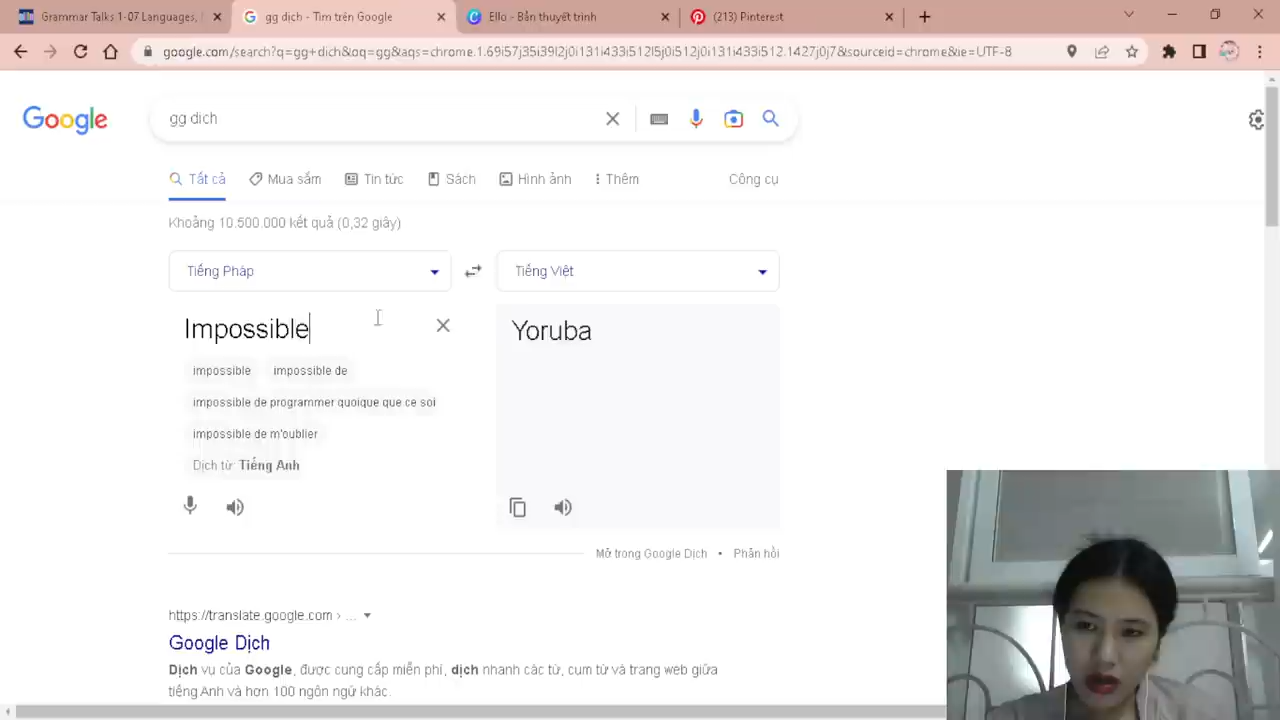 Grammar Talks 1-07 Languages,
gg dịch - Tìm trên Google
Ello - Bản thuyết trình
(213) Pinterest
google.com/search?q=gg+dich&oq=gg&aqs=chrome.1.69i57j35i39l2j0i131i433i512l5j0i512j0i131i433i512.1427j0j7&sourceid=chrome&ie=UTF-8
Google
gg dich
Tất cả
Mua sắm
Tin tức
Sách
Hình ảnh
Thêm
Công cụ
Khoảng 10.500.000 kết quả (0,32 giây)
Tiếng Pháp
Tiếng Việt
Impossible
Yoruba
impossible
impossible de
impossible de programmer quoique que ce soi
impossible de m'oublier
Dịch từ: Tiếng Anh
Mở trong Google Dịch • Phản hồi
https://translate.google.com › ...
Google Dịch
Dịch vụ của Google, được cung cấp miễn phí, dịch nhanh các từ, cụm từ và trang web giữa
tiếng Anh và hơn 100 ngôn ngữ khác.